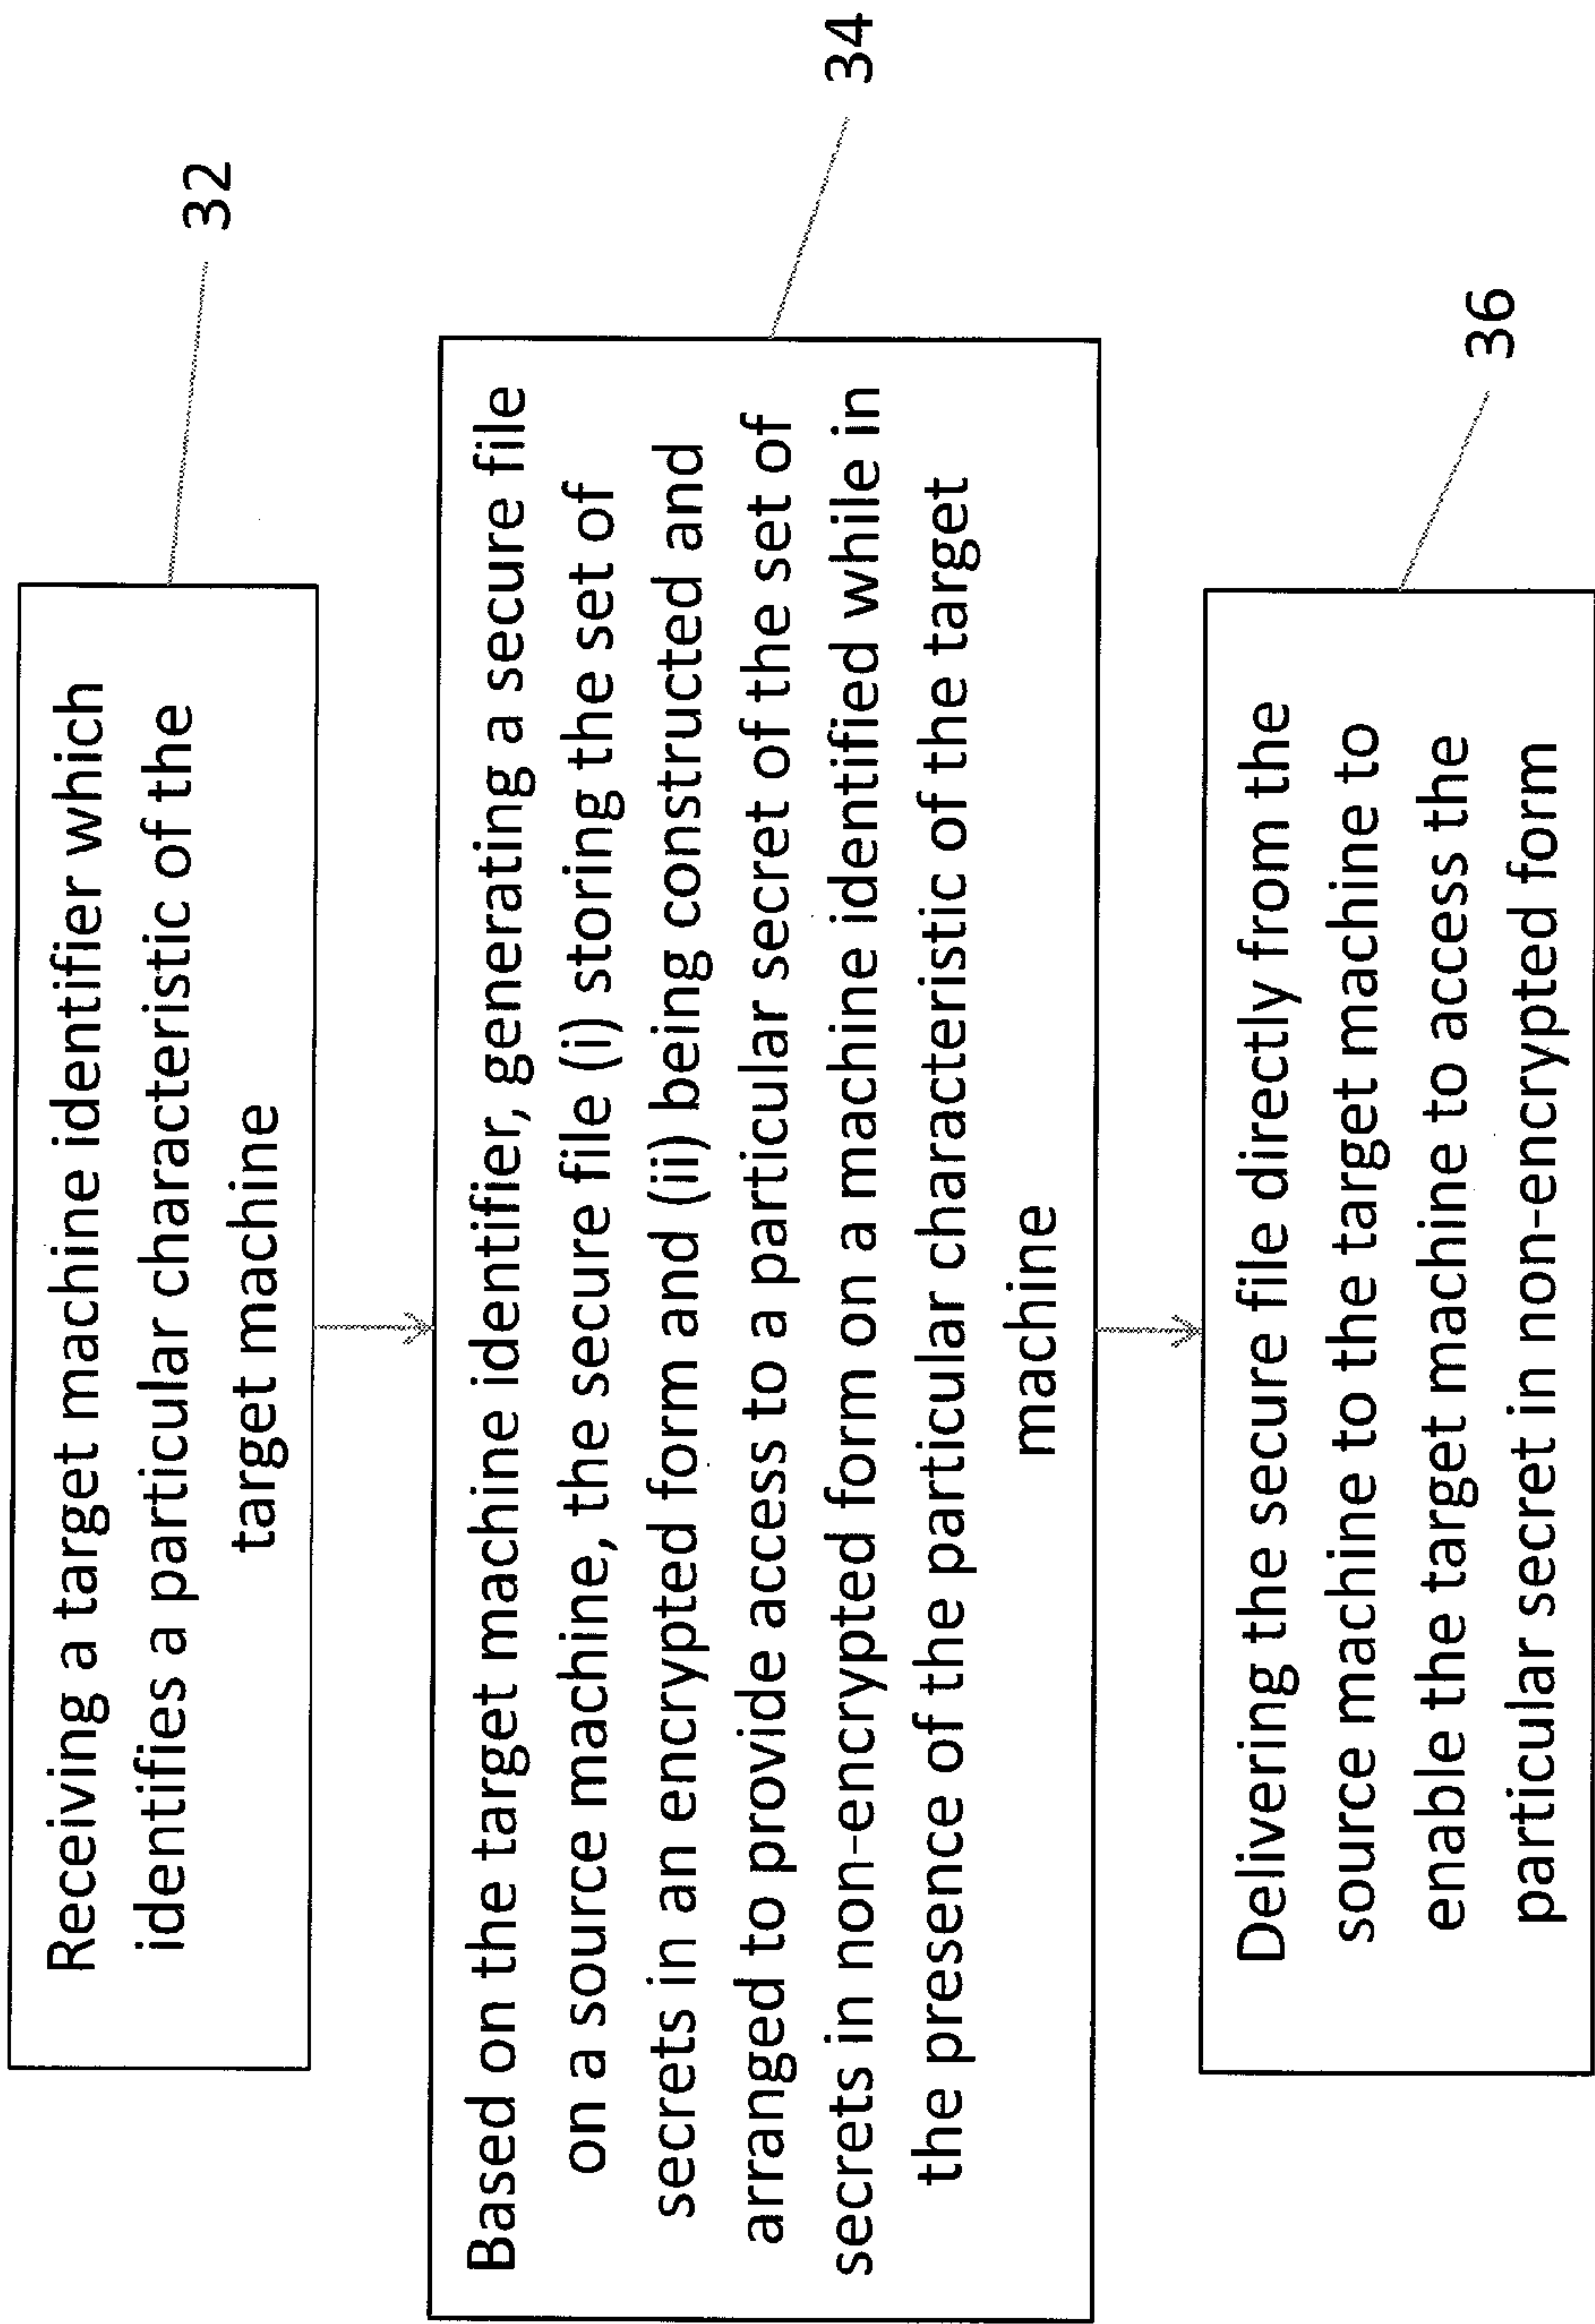 Receiving a target machine identifier which
identifies a particular characteristic of the
target machine
32
Based on the target machine identifier, generating a secure file
on a source machine, the secure file (i) storing the set of
secrets in an encrypted form and (ii) being constructed and
arranged to provide access to a particular secret of the set of
secrets in non-encrypted form on a machine identified while in
the presence of the particular characteristic of the target
machine
34
Delivering the secure file directly from the
source machine to the target machine to
enable the target machine to access the
particular secret in non-encrypted form
36